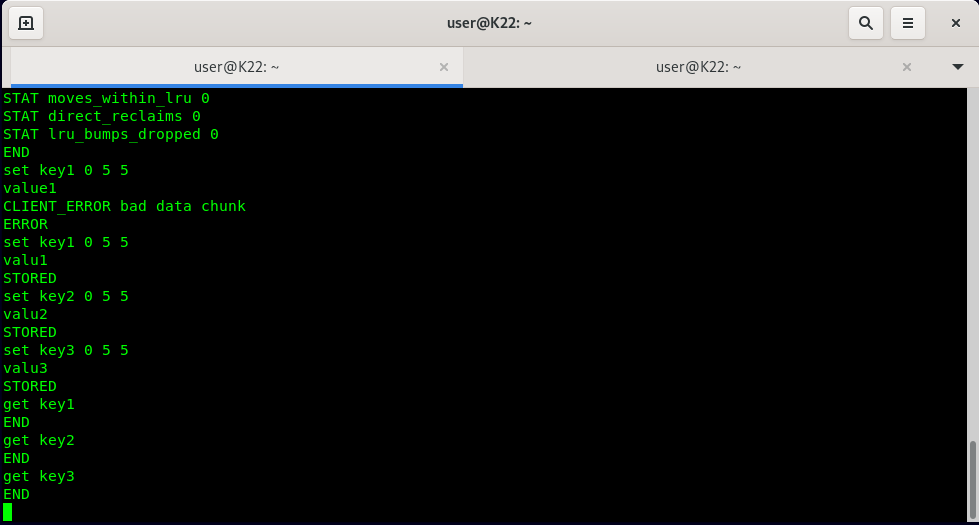 user@K22: ~
user@K22: ~
user@K22: ~
STAT moves_within_lru 0
STAT direct_reclaims 0
STAT lru_bumps_dropped 0
END
set key1 0 5 5
value1
CLIENT_ERROR bad data chunk
ERROR
set key1 0 5 5
valu1
STORED
set key2 0 5 5
valu2
STORED
set key3 0 5 5
valu3
STORED
get key1
END
get key2
END
get key3
END